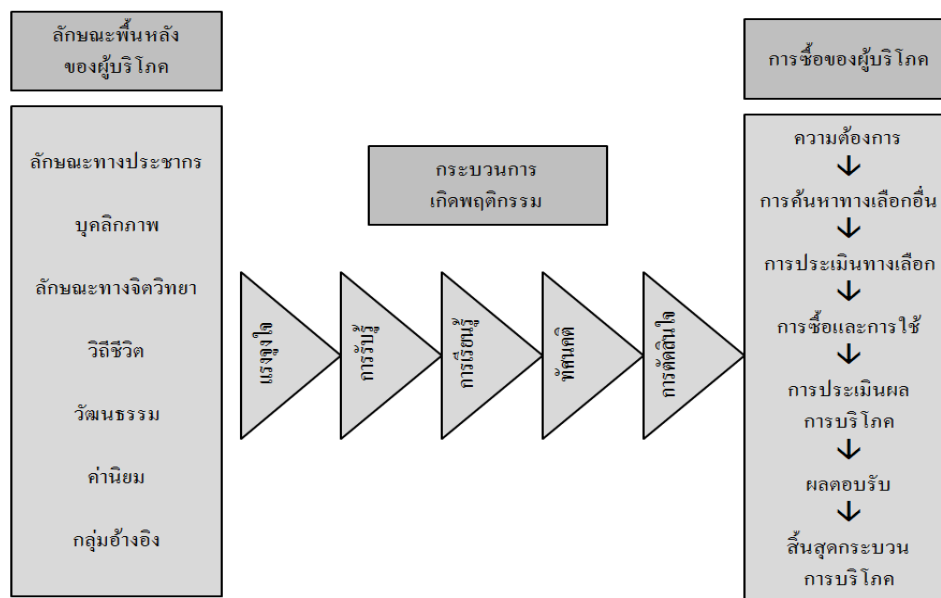 ลักษณะพื้นหลัง
ของผู้บริโภค
ลักษณะทางประชากร
บุคลิกภาพ
ลักษณะทางจิตวิทยา
วิถีชีวิต
วัฒนธรรม
ค่านิยม
กลุ่มอ้างอิง
กระบวนการ
เกิดพฤติกรรม
แรงจูงใจ
การรับรู้
การเรียนรู้
ทัศนคติ
การตัดสินใจ
การซื้อของผู้บริโภค
ความต้องการ
การค้นหาทางเลือกอื่น
การประเมินทางเลือก
การซื้อและการใช้
การประเมินผล
การบริโภค
ผลตอบรับ
สิ้นสุดกระบวน
การบริโภค